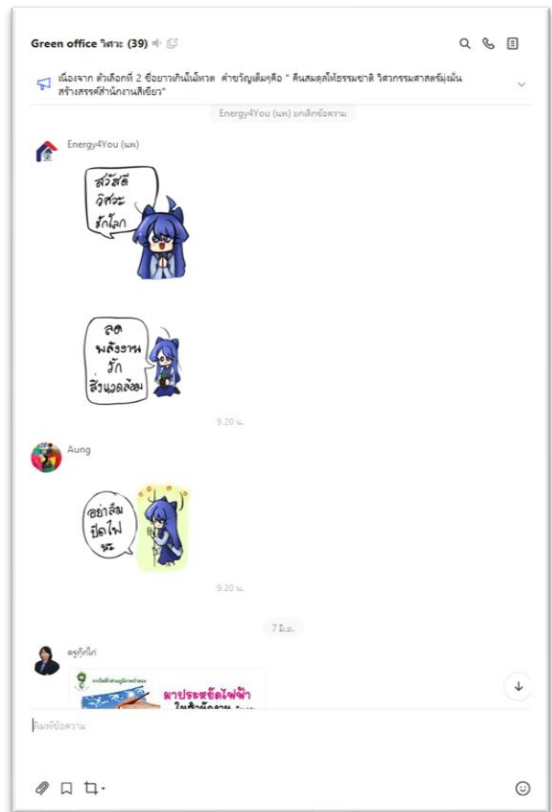 Green office วิศวะ (39)
เนื่องจาก ตัวเลือกที่ 2 ชื่อยาวเกินในโหวต คำขวัญเต็มๆคือ " คืนสมดุลให้ธรรมชาติ วิศวกรรมศาสตร์มุ่งมั่น
สร้างสรรค์สำนักงานสีเขียว"
Energy4You (นพ) ยกเลิกข้อความ
Energy4You (นพ)
สวัสดี
วิศวะ
รักโลก
ลด
พลังงาน
รัก
สิ่งแวดล้อม
9.20 น.
Aung
อย่าลืม
ปิดไฟ
นะ
9.20 น.
7 มิ.ย.
มาประหยัดไฟฟ้า
พิมพ์ข้อความ